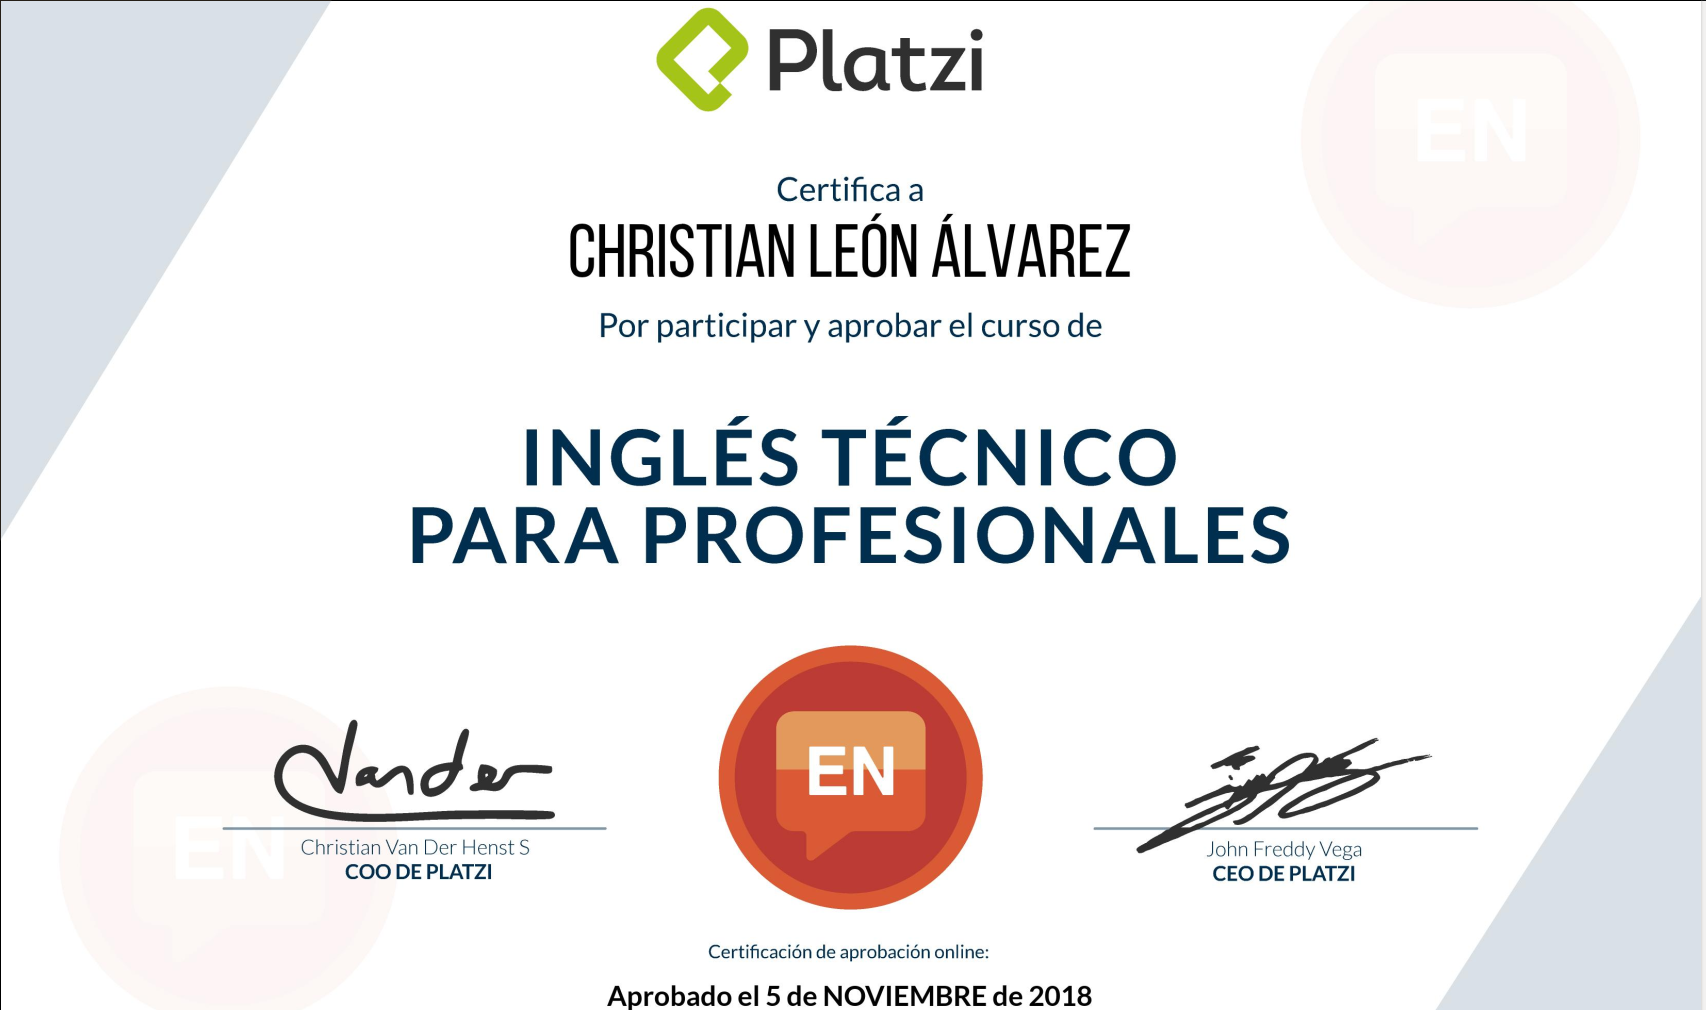 Platzi
EN
Certifica a
CHRISTIAN LEÓN ÁLVAREZ
Por participar y aprobar el curso de
INGLÉS TÉCNICO
PARA PROFESIONALES
Vander
EN
EN
Christian Van Der Henst S
COO DE PLATZI
John Freddy Vega
CEO DE PLATZI
Certificación de aprobación online:
Aprobado el 5 de NOVIEMBRE de 2018